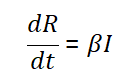 dR/dt = βI